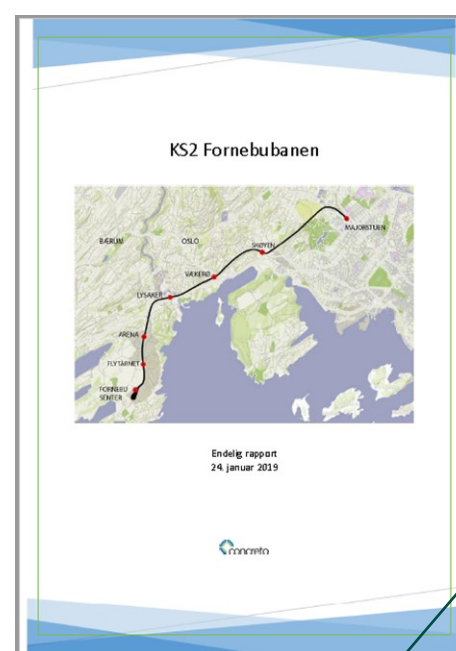 KS2 Fornebubanen
MAJORSTUEN
BÆRUM
OSLO
SKØYEN
VÆKERØ
LYSAKER
ARENA
FLYTÅRNET
FORNEBU
SENTER
Endelig rapport
24. januar 2019
concreto